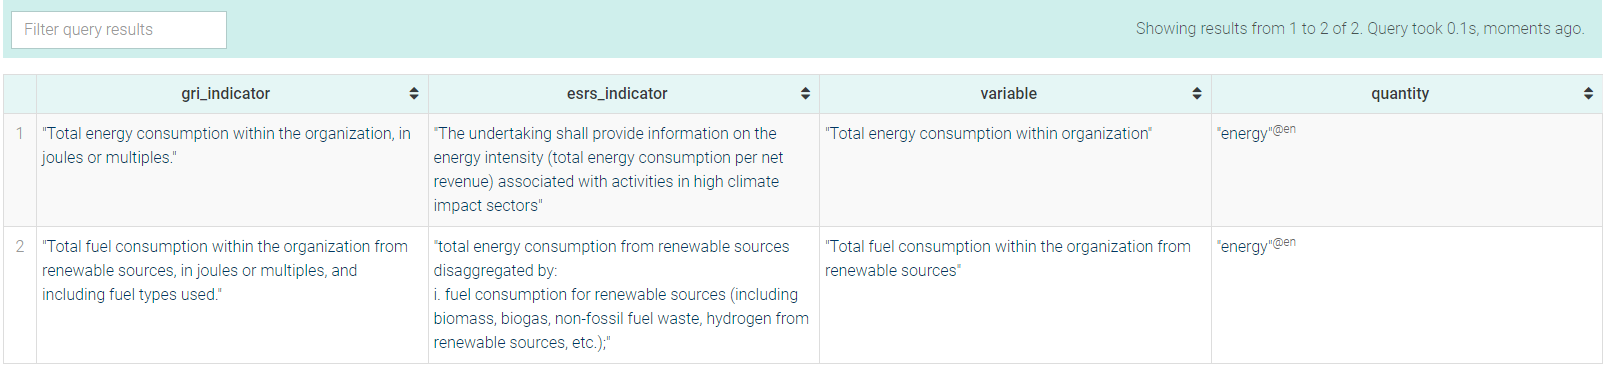 Filter query results
Showing results from 1 to 2 of 2. Query took 0.1s, moments ago.
gri_indicator
esrs_indicator
variable
quantity
1
"Total energy consumption within the organization, in
joules or multiples."
"The undertaking shall provide information on the
energy intensity (total energy consumption per net
revenue) associated with activities in high climate
impact sectors"
"Total energy consumption within organization"
"energy"@en
2
"Total fuel consumption within the organization from
renewable sources, in joules or multiples, and
including fuel types used."
"total energy consumption from renewable sources
disaggregated by:
i. fuel consumption for renewable sources (including
biomass, biogas, non-fossil fuel waste, hydrogen from
renewable sources, etc.);"
"Total fuel consumption within the organization from
renewable sources"
"energy"@en